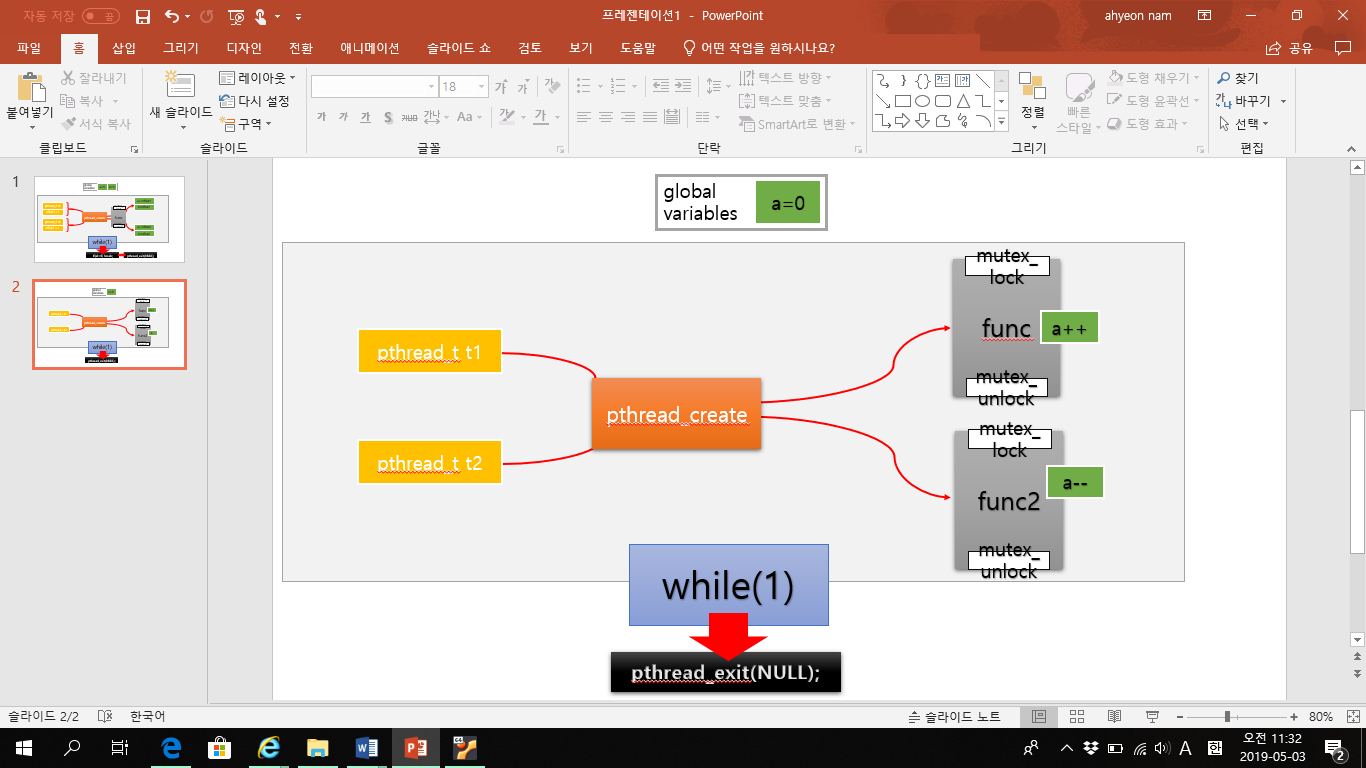 자동 저장 끔
프레젠테이션1 - PowerPoint
ahyeon nam
파일 홈 삽입 그리기 디자인 전환 애니메이션 슬라이드 쇼 검토 보기 도움말 어떤 작업을 원하시나요? 공유
붙여넣기
잘라내기
복사
서식 복사
클립보드
새 슬라이드
레이아웃
다시 설정
구역
슬라이드
18
가 가 가 S 간 Aa 가
글꼴
텍스트 방향
텍스트 맞춤
SmartArt로 변환
단락
정렬
빠른
스타일
도형 채우기
도형 윤곽선
도형 효과
그리기
찾기
바꾸기
선택
편집
1
2
global
variables
a=0
mutex_
lock
func
a++
mutex_
unlock
pthread_t t1
pthread_create
pthread_t t2
mutex_
lock
func2
a--
mutex_
unlock
while(1)
pthread_exit(NULL);
슬라이드 2/2 한국어
슬라이드 노트
80%
A 한
오전 11:32
2019-05-03
2